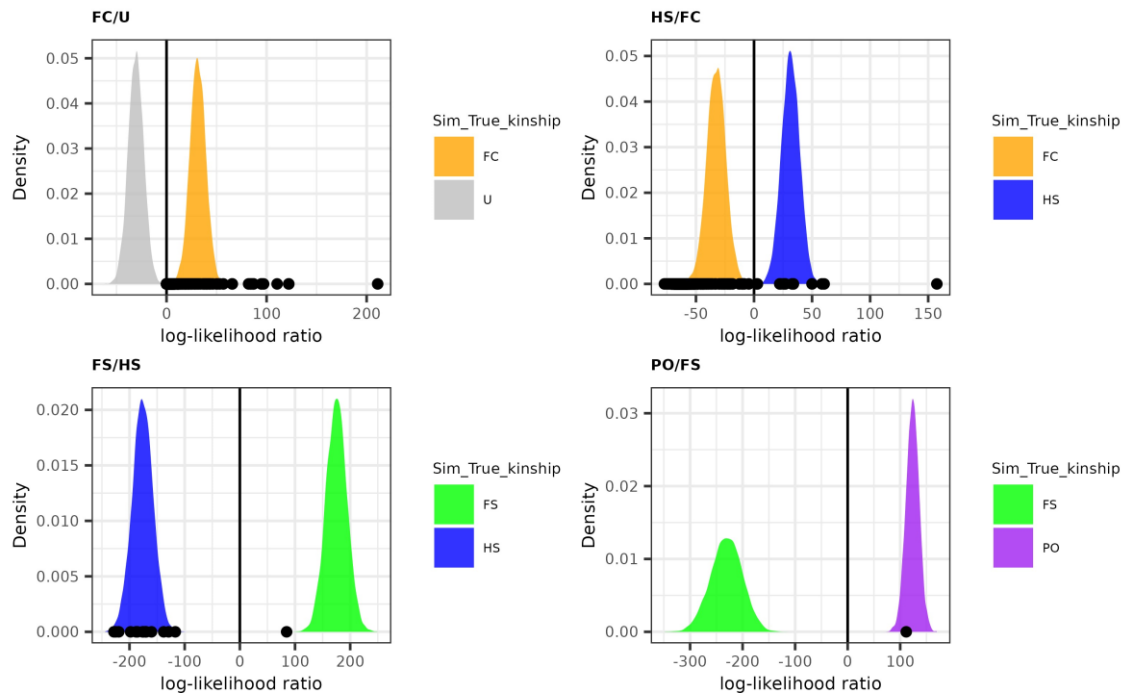 FC/U
0.05
0.04
0.03
0.02
0.01
0.00
Density
0
100
200
log-likelihood ratio
Sim_True_kinship
FC
U
HS/FC
0.05
0.04
0.03
0.02
0.01
0.00
Density
-50
0
50
100
150
log-likelihood ratio
Sim_True_kinship
FC
HS
FS/HS
0.020
0.015
0.010
0.005
0.000
Density
-200
-100
0
100
200
log-likelihood ratio
Sim_True_kinship
FS
HS
PO/FS
0.03
0.02
0.01
0.00
Density
-300
-200
-100
0
100
log-likelihood ratio
Sim_True_kinship
FS
PO